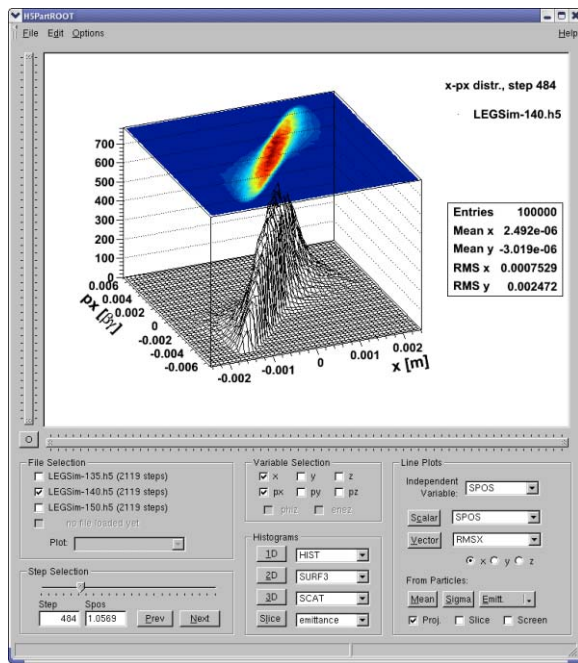 H5PartROOT
File Edit Options Help
x-px distr., step 484
LEGSim-140.h5
700
600
500
400
300
200
100
0
0.006
0.004
0.002
0
-0.002
-0.004
-0.006
px [βγ]
-0.002
-0.001
0
0.001
0.002
x [m]
Entries 100000
Mean x 2.492e-06
Mean y -3.019e-06
RMS x 0.0007529
RMS y 0.002472
O
File Selection
LEGSim-135.h5 (2119 steps)
LEGSim-140.h5 (2119 steps)
LEGSim-150.h5 (2119 steps)
no file loaded yet
Plot:
Step Selection
Step Spos
484 1.0569 Prev Next
Variable Selection
x y z
px py pz
phiz enez
Histograms
1D HIST
2D SURF3
3D SCAT
Slice emittance
Line Plots
Independent
Variable: SPOS
Scalar SPOS
Vector RMSX
x y z
From Particles:
Mean Sigma Emitt.
Proj. Slice Screen